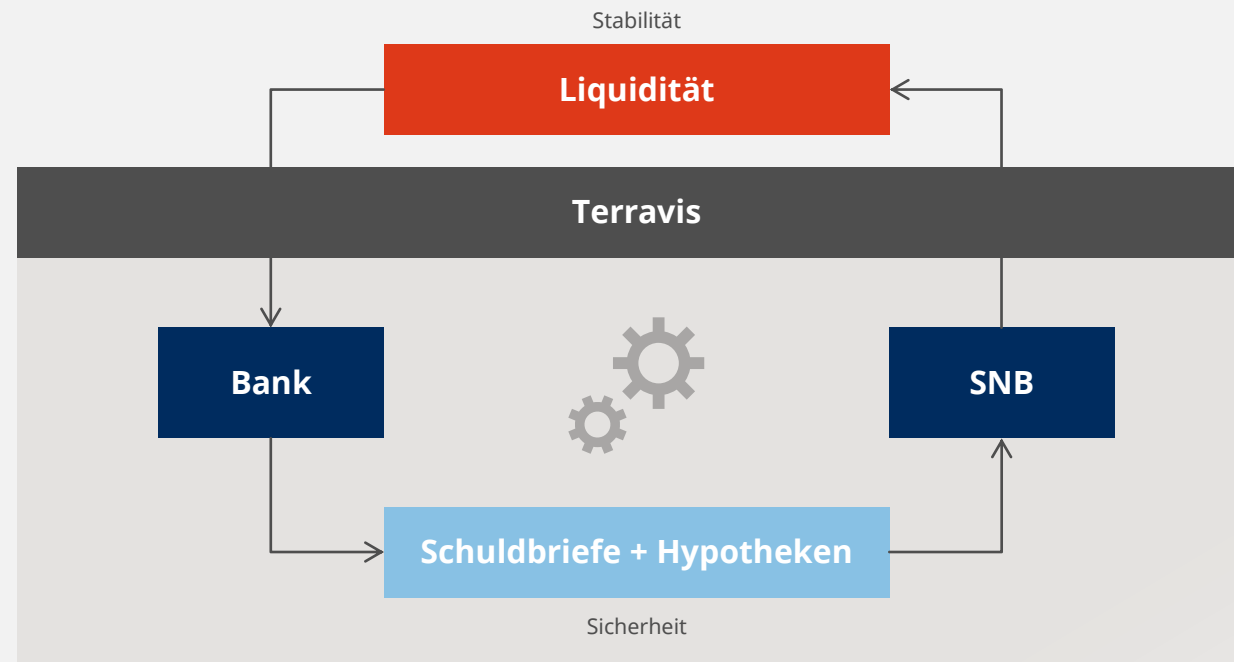 Stabilität
Liquidität
Terravis
Bank
SNB
Schuldbriefe + Hypotheken
Sicherheit